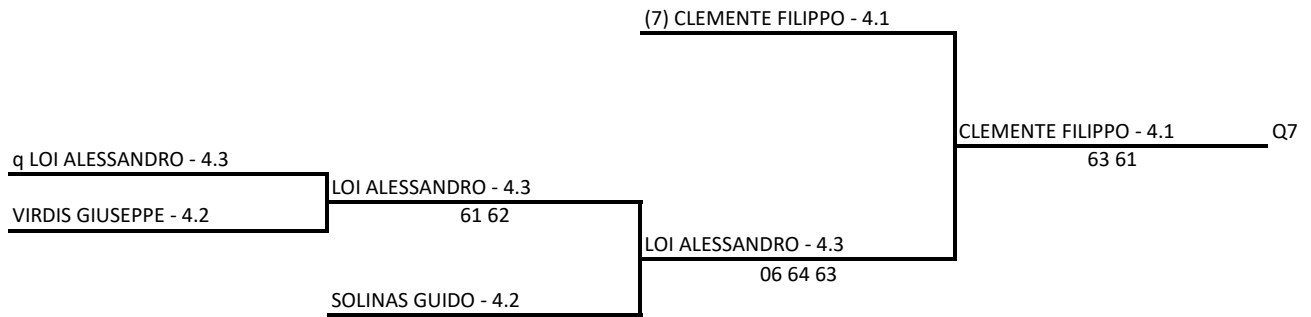 (7) CLEMENTE FILIPPO - 4.1
CLEMENTE FILIPPO - 4.1 Q7
63 61
q LOI ALESSANDRO - 4.3
LOI ALESSANDRO - 4.3
61 62
VIRDIS GIUSEPPE - 4.2
LOI ALESSANDRO - 4.3
06 64 63
SOLINAS GUIDO - 4.2